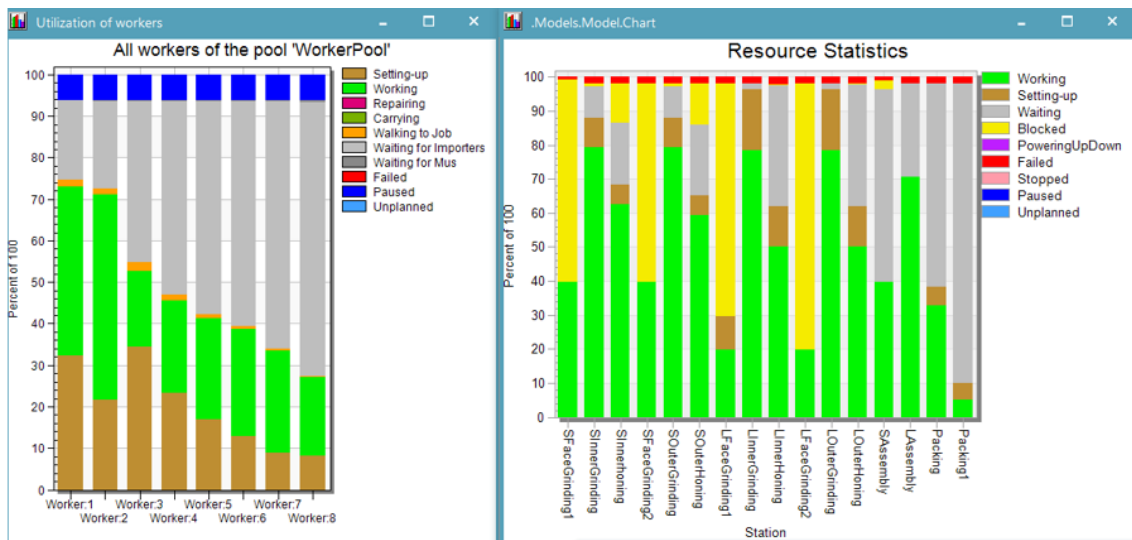 Utilization of workers
All workers of the pool 'WorkerPool'
Percent of 100
100
90
80
70
60
50
40
30
20
10
0
Worker:1
Worker:2
Worker:3
Worker:4
Worker:5
Worker:6
Worker:7
Worker:8
Setting-up
Working
Repairing
Carrying
Walking to Job
Waiting for Importers
Waiting for Mus
Failed
Paused
Unplanned
.Models.Model.Chart
Resource Statistics
Percent of 100
100
90
80
70
60
50
40
30
20
10
0
SFaceGrinding1
SInnerGrinding
SInnerhoning
SFaceGrinding2
SOuterGrinding
SOuterHoning
LFaceGrinding1
LInnerGrinding
LInnerHoning
LFaceGrinding2
LOuterGrinding
LOuterHoning
SAssembly
LAssembly
Packing
Packing1
Station
Working
Setting-up
Waiting
Blocked
PoweringUpDown
Failed
Stopped
Paused
Unplanned